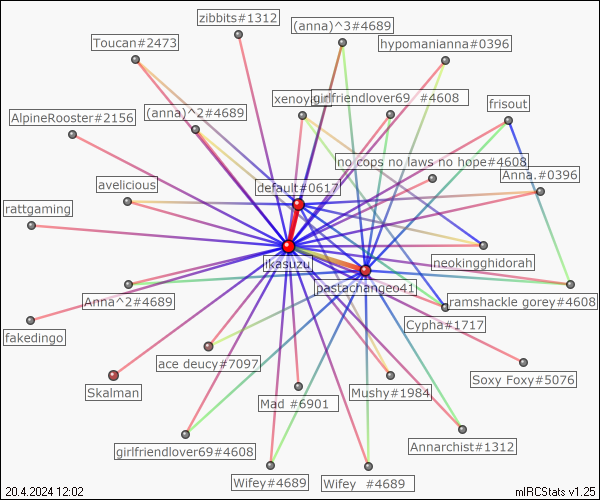 zibbits#1312
(anna)^3#4689
Toucan#2473
hypomanianna#0396
xenoyia
girlfriendlover69 #4608
frisout
(anna)^2#4689
AlpineRooster#2156
no cops no laws no hope#4608
Anna.#0396
avelicious
default#0617
rattgaming
ikasuzu
neokingghidorah
pastachangeo41
Anna^2#4689
ramshackle gorey#4608
Cypha#1717
fakedingo
ace deucy#7097
Soxy Foxy#5076
Skalman
Mushy#1984
Mad #6901
Annarchist#1312
girlfriendlover69#4608
Wifey#4689
Wifey #4689
20.4.2024 12:02
mIRCStats v1.25